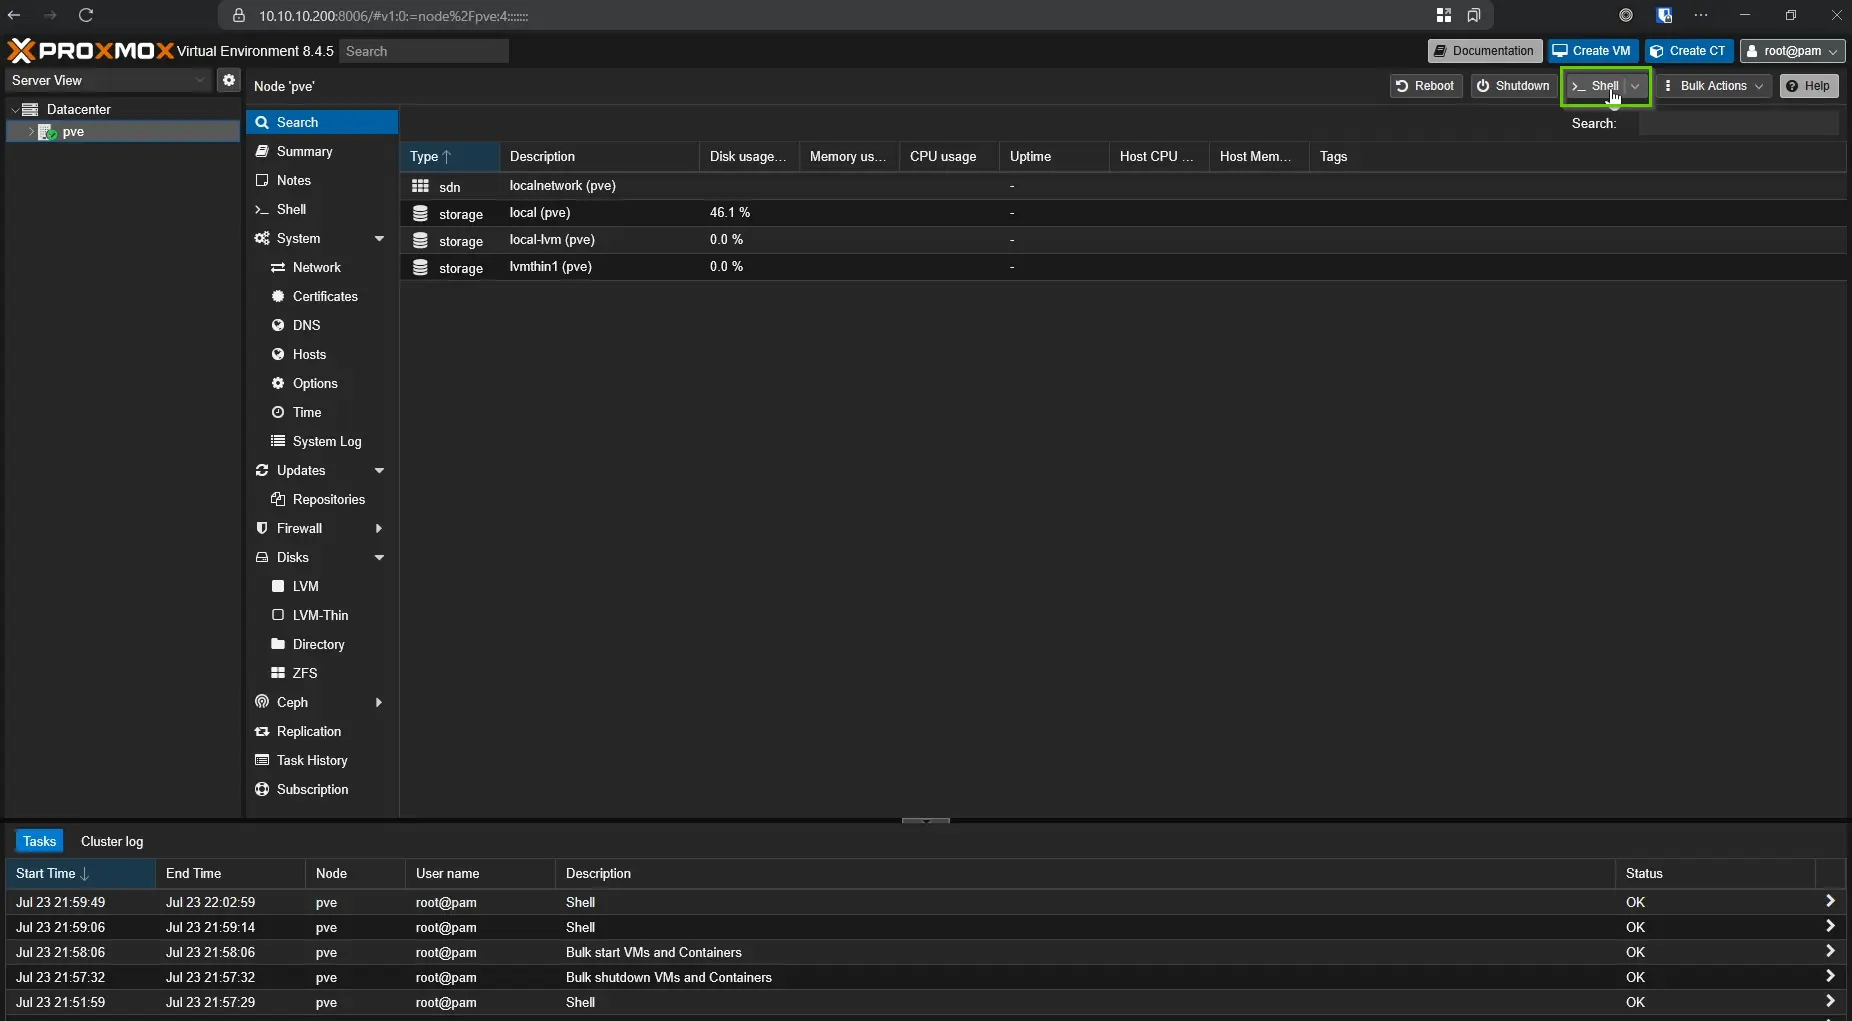 10.10.10.200:8006/#v1:0:=node%2Fpve:4:::::::
PROXMOX Virtual Environment 8.4.5 Search
Documentation Create VM Create CT root@pam
Server View
Node 'pve'
Reboot Shutdown >_ Shell Bulk Actions Help
Datacenter
pve
Search:
Search
Summary
Notes
>_ Shell
System
Network
Certificates
DNS
Hosts
Options
Time
System Log
Updates
Repositories
Firewall
Disks
LVM
LVM-Thin
Directory
ZFS
Ceph
Replication
Task History
Subscription
Type Description Disk usage... Memory us... CPU usage Uptime Host CPU ... Host Mem... Tags
sdn localnetwork (pve) -
storage local (pve) 46.1 % -
storage local-lvm (pve) 0.0 % -
storage lvmthin1 (pve) 0.0 % -
Tasks Cluster log
Start Time End Time Node User name Description Status
Jul 23 21:59:49 Jul 23 22:02:59 pve root@pam Shell OK
Jul 23 21:59:06 Jul 23 21:59:14 pve root@pam Shell OK
Jul 23 21:58:06 Jul 23 21:58:06 pve root@pam Bulk start VMs and Containers OK
Jul 23 21:57:32 Jul 23 21:57:32 pve root@pam Bulk shutdown VMs and Containers OK
Jul 23 21:51:59 Jul 23 21:57:29 pve root@pam Shell OK